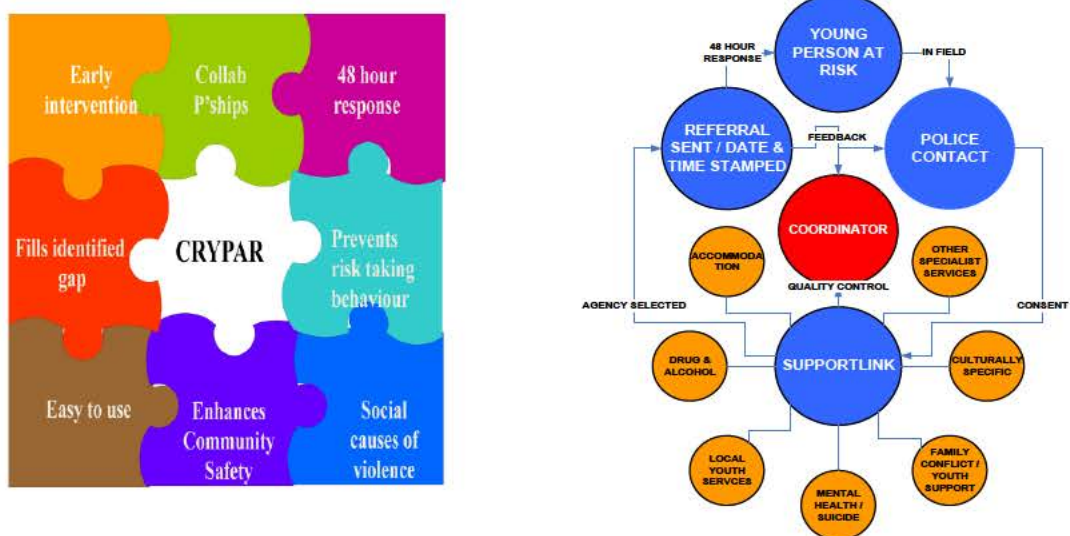 Early
intervention
Collab
P'ships
48 hour
response
Fills identified
gap
CRYPAR
Prevents
risk taking
behaviour
Easy to use
Enhances
Community
Safety
Social
causes of
violence
YOUNG
PERSON AT
RISK
48 HOUR
RESPONSE
IN FIELD
REFERRAL
SENT / DATE &
TIME STAMPED
FEEDBACK
POLICE
CONTACT
COORDINATOR
ACCOMMODA
TION
OTHER
SPECIALIST
SERVICES
QUALITY CONTROL
AGENCY SELECTED
CONSENT
SUPPORTLINK
DRUG &
ALCOHOL
CULTURALLY
SPECIFIC
LOCAL
YOUTH
SERVCES
MENTAL
HEALTH /
SUICIDE
FAMILY
CONFLICT /
YOUTH
SUPPORT